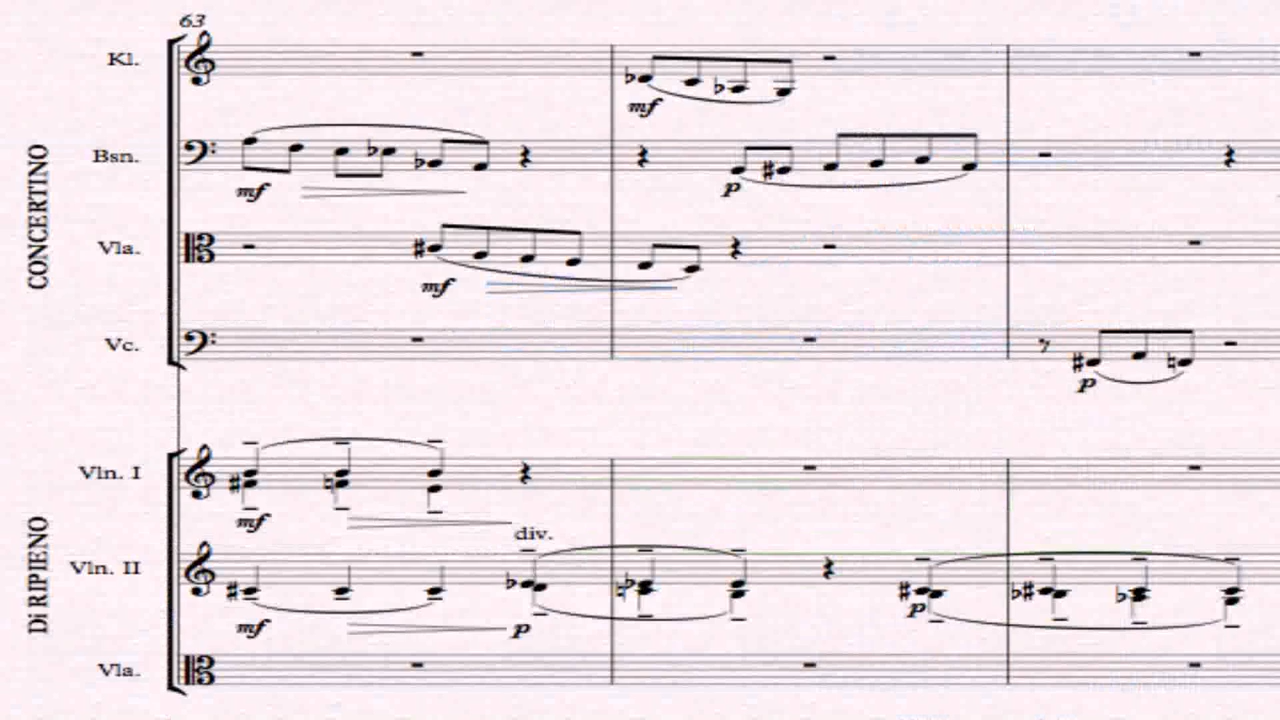 63
CONCERTINO
Kl.
mf
Bsn.
mf
p
Vla.
mf
Vc.
p
Di RIPIENO
Vln. I
mf
div.
Vln. II
mf
p
p
Vla.